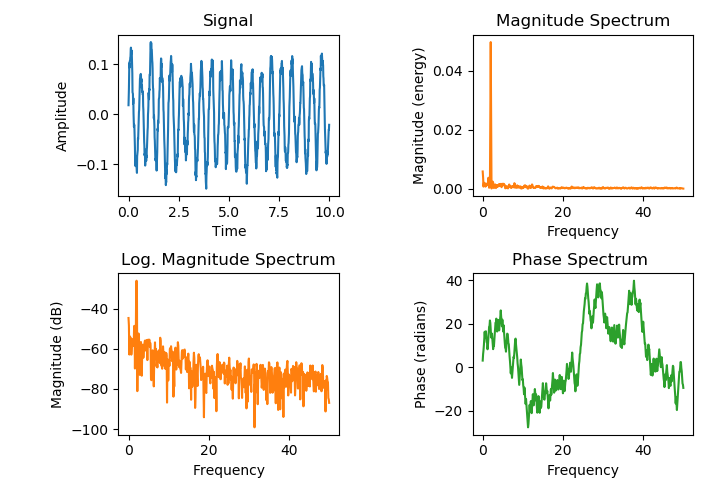 Signal
Amplitude
0.1
0.0
−0.1
0.0 2.5 5.0 7.5 10.0
Time
Magnitude Spectrum
Magnitude (energy)
0.04
0.02
0.00
0 20 40
Frequency
Log. Magnitude Spectrum
Magnitude (dB)
−40
−60
−80
−100
0 20 40
Frequency
Phase Spectrum
Phase (radians)
40
20
0
−20
0 20 40
Frequency